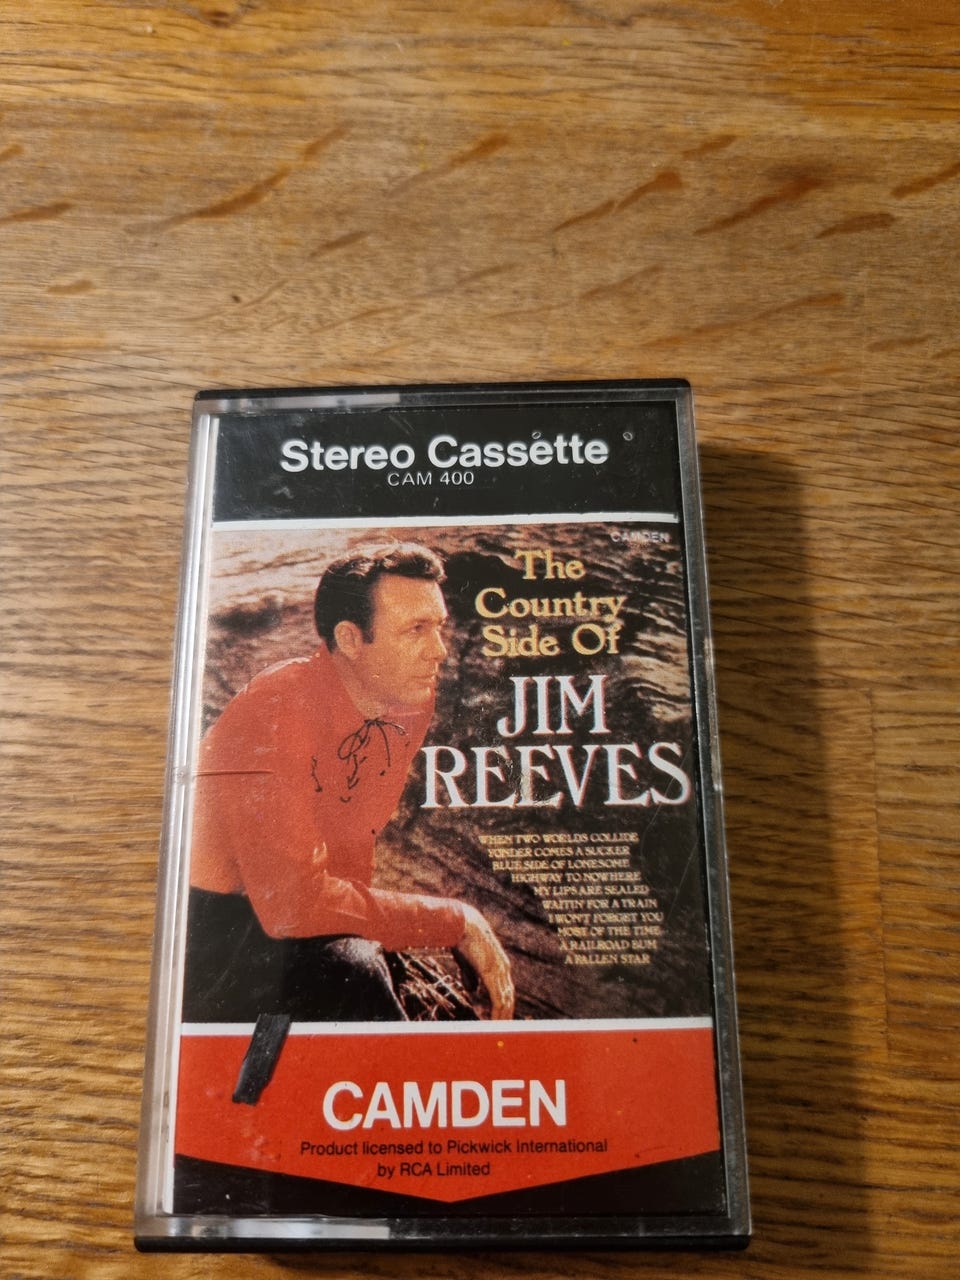 Stereo Cassette
CAM 400
CAMDEN
The
Country
Side Of
JIM
REEVES
WHEN TWO WORLDS COLLIDE
YONDER COMES A SUCKER
BLUE SIDE OF LONESOME
HIGHWAY TO NOWHERE
MY LIPS ARE SEALED
WAITIN' FOR A TRAIN
I WON'T FORGET YOU
MOST OF THE TIME
A RAILROAD BUM
A FALLEN STAR
CAMDEN
Product licensed to Pickwick International
by RCA Limited